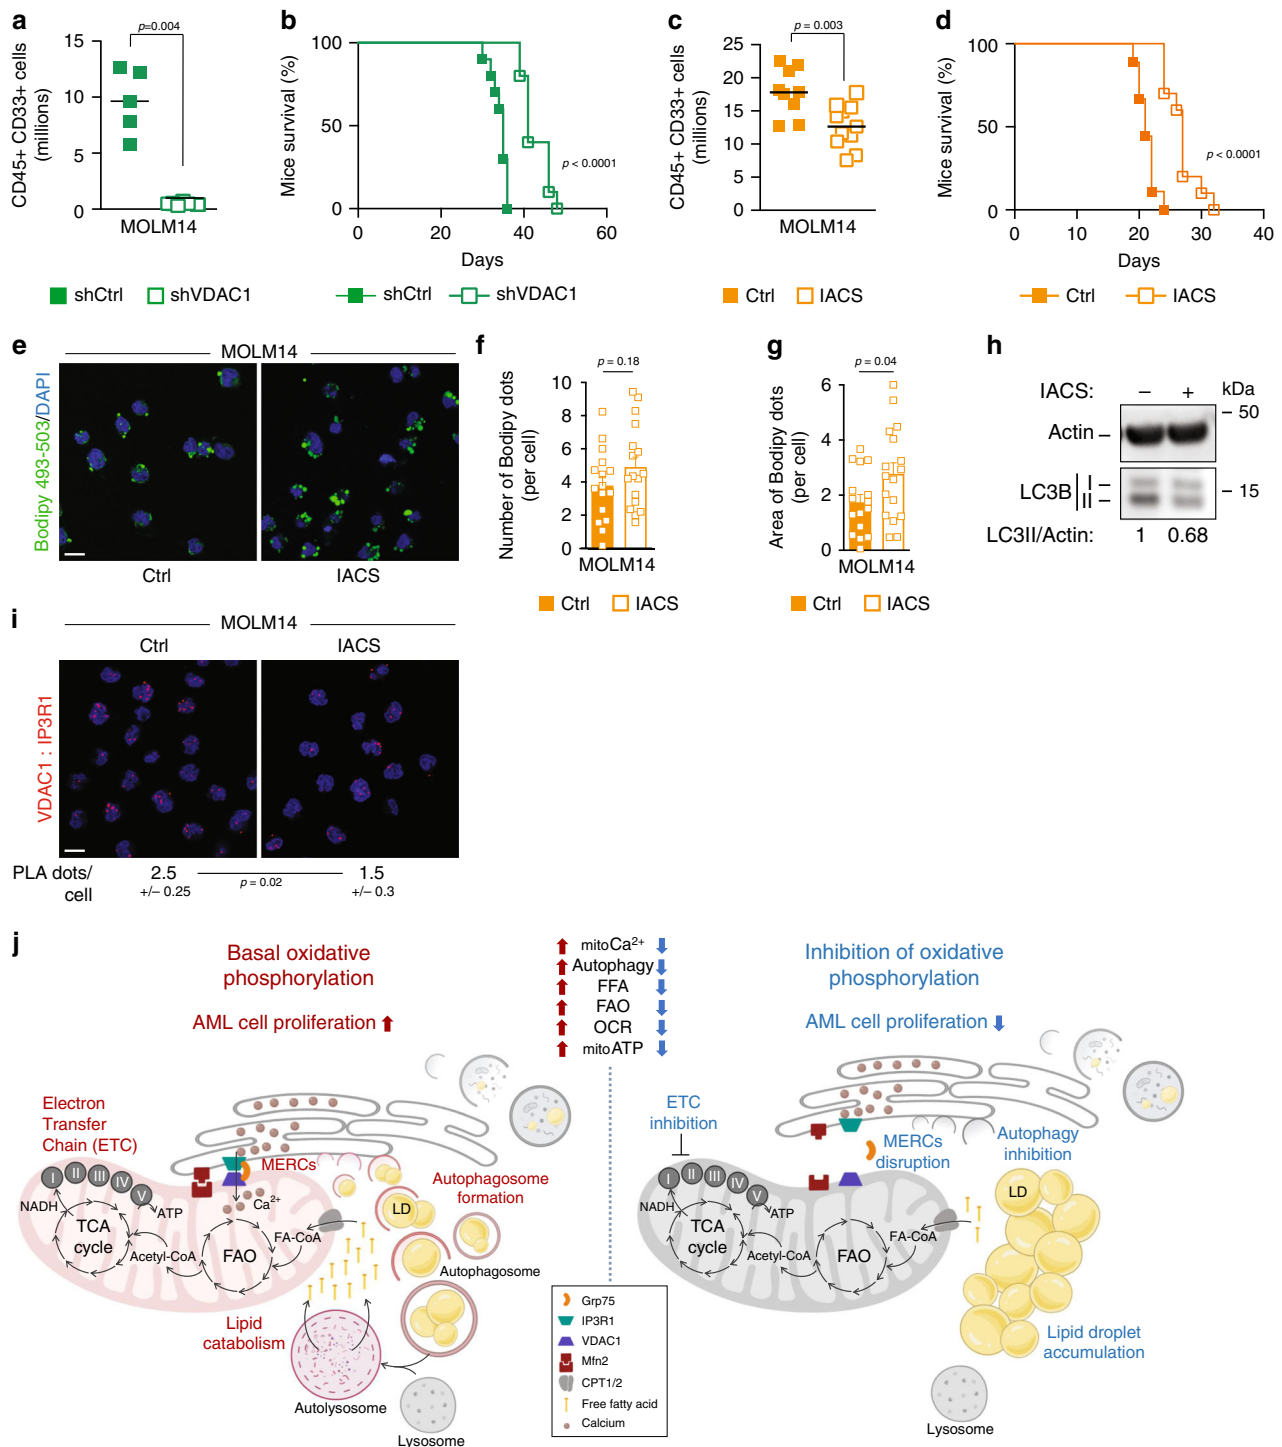 a
p=0.004
CD45+ CD33+ cells
(millions)
15
10
5
0
MOLM14
shCtrl
shVDAC1
b
Mice survival (%)
100
50
0
p < 0.0001
0
20
40
60
Days
shCtrl
shVDAC1
c
p = 0.003
CD45+ CD33+ cells
(millions)
25
20
15
10
5
0
MOLM14
Ctrl
IACS
d
Mice survival (%)
100
50
0
p < 0.0001
0
10
20
30
40
Days
Ctrl
IACS
e
MOLM14
Bodipy 493-503/DAPI
Ctrl
IACS
f
p = 0.18
Number of Bodipy dots
(per cell)
10
8
6
4
2
0
MOLM14
Ctrl
IACS
g
p = 0.04
Area of Bodipy dots
(per cell)
6
4
2
0
MOLM14
Ctrl
IACS
h
IACS:
–
+
kDa
Actin –
– 50
LC3B
I –
II –
– 15
LC3II/Actin:
1
0.68
i
MOLM14
Ctrl
IACS
VDAC1 : IP3R1
PLA dots/
cell
2.5
+/– 0.25
p = 0.02
1.5
+/– 0.3
j
Basal oxidative
phosphorylation
AML cell proliferation
mitoCa2+
Autophagy
FFA
FAO
OCR
mitoATP
Inhibition of oxidative
phosphorylation
AML cell proliferation
Electron
Transfer
Chain (ETC)
MERCs
I
II
III
IV
V
NADH
ATP
Ca2+
TCA
cycle
Acetyl-CoA
FAO
FA-CoA
LD
Autophagosome
formation
Autophagosome
Lipid
catabolism
Autolysosome
Lysosome
Grp75
IP3R1
VDAC1
Mfn2
CPT1/2
Free fatty acid
Calcium
ETC
inhibition
MERCs
disruption
Autophagy
inhibition
I
II
III
IV
V
NADH
ATP
TCA
cycle
Acetyl-CoA
FAO
FA-CoA
LD
Lipid droplet
accumulation
Lysosome